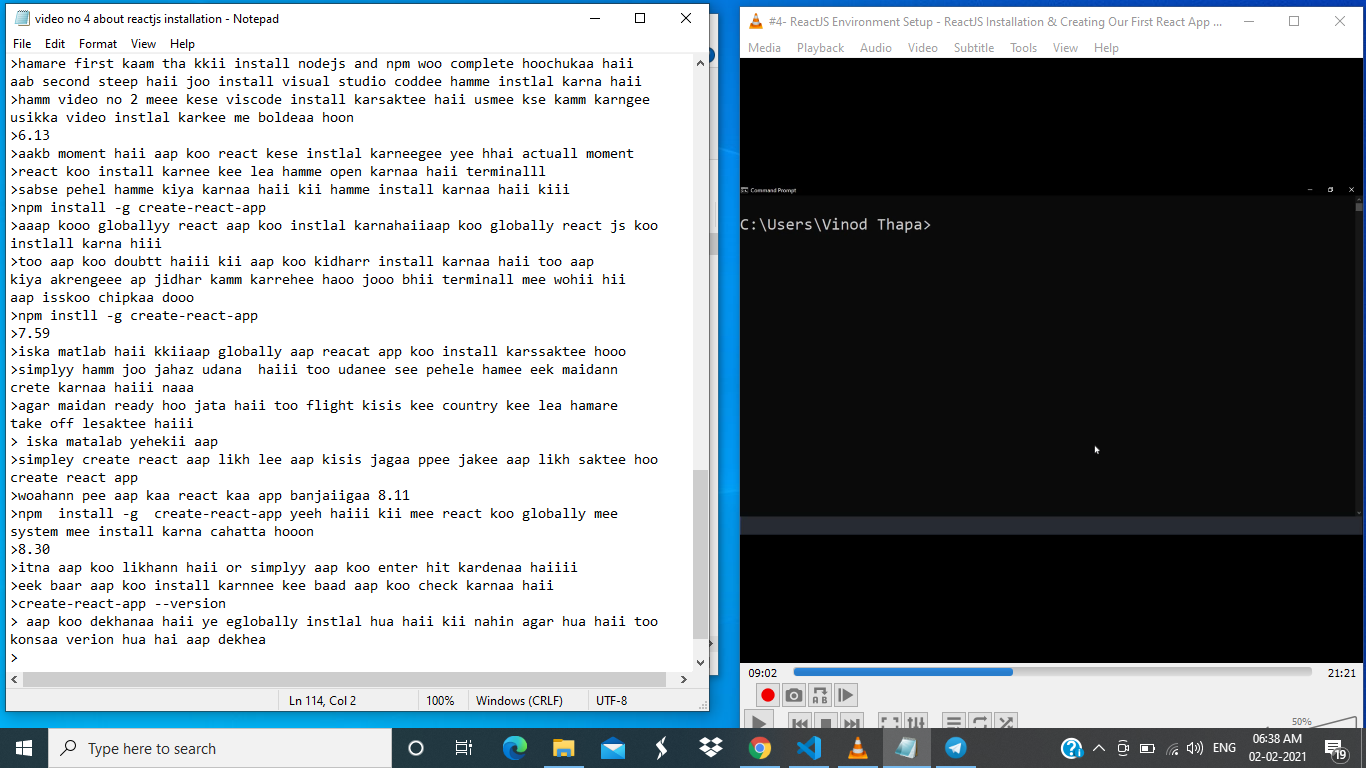 video no 4 about reactjs installation - Notepad
File Edit Format View Help
>hamare first kaam tha kkii install nodejs and npm woo complete hoochukaa haii
aab second steep haii joo install visual studio coddee hamme instlal karna haii
>hamm video no 2 meee kese viscode install karsaktee haii usmee kse kamm karngee
usikka video instlal karkee me boldeaa hoon
>6.13
>aakb moment haii aap koo react kese instlal karneegee yee hhai actuall moment
>react koo install karnee kee lea hamme open karnaa haii terminalll
>sabse pehel hamme kiya karnaa haii kii hamme install karnaa haii kiii
>npm install -g create-react-app
>aaap kooo globallyy react aap koo instlal karnahaiiaap koo globally react js koo
instlall karna hiii
>too aap koo doubtt haiii kii aap koo kidharr install karnaa haii too aap
kiya akrengeee ap jidhar kamm karrehee haoo jooo bhii terminall mee wohii hii
aap isskoo chipkaa dooo
>npm instll -g create-react-app
>7.59
>iska matlab haii kkiiaap globally aap reacat app koo install karssaktee hooo
>simplyy hamm joo jahaz udana  haiii too udanee see pehele hamee eek maidann
crete karnaa haiii naaa
>agar maidan ready hoo jata haii too flight kisis kee country kee lea hamare
take off lesaktee haiii
> iska matalab yehekii aap
>simpley create react aap likh lee aap kisis jagaa ppee jakee aap likh saktee hoo
create react app
>woahann pee aap kaa react kaa app banjaiigaa 8.11
>npm  install -g  create-react-app yeeh haiii kii mee react koo globally mee
system mee install karna cahatta hooon
>8.30
>itna aap koo likhann haii or simplyy aap koo enter hit kardenaa haiiii
>eek baar aap koo install karnnee kee baad aap koo check karnaa haii
>create-react-app --version
> aap koo dekhanaa haii ye eglobally instlal hua haii kii nahin agar hua haii too
konsaa verion hua hai aap dekhea
>
Ln 114, Col 2 100% Windows (CRLF) UTF-8
#4- ReactJS Environment Setup - ReactJS Installation & Creating Our First React App ...
Media Playback Audio Video Subtitle Tools View Help
Command Prompt
C:\Users\Vinod Thapa>
09:02 21:21
A B
50%
Type here to search
ENG
06:38 AM
02-02-2021
19